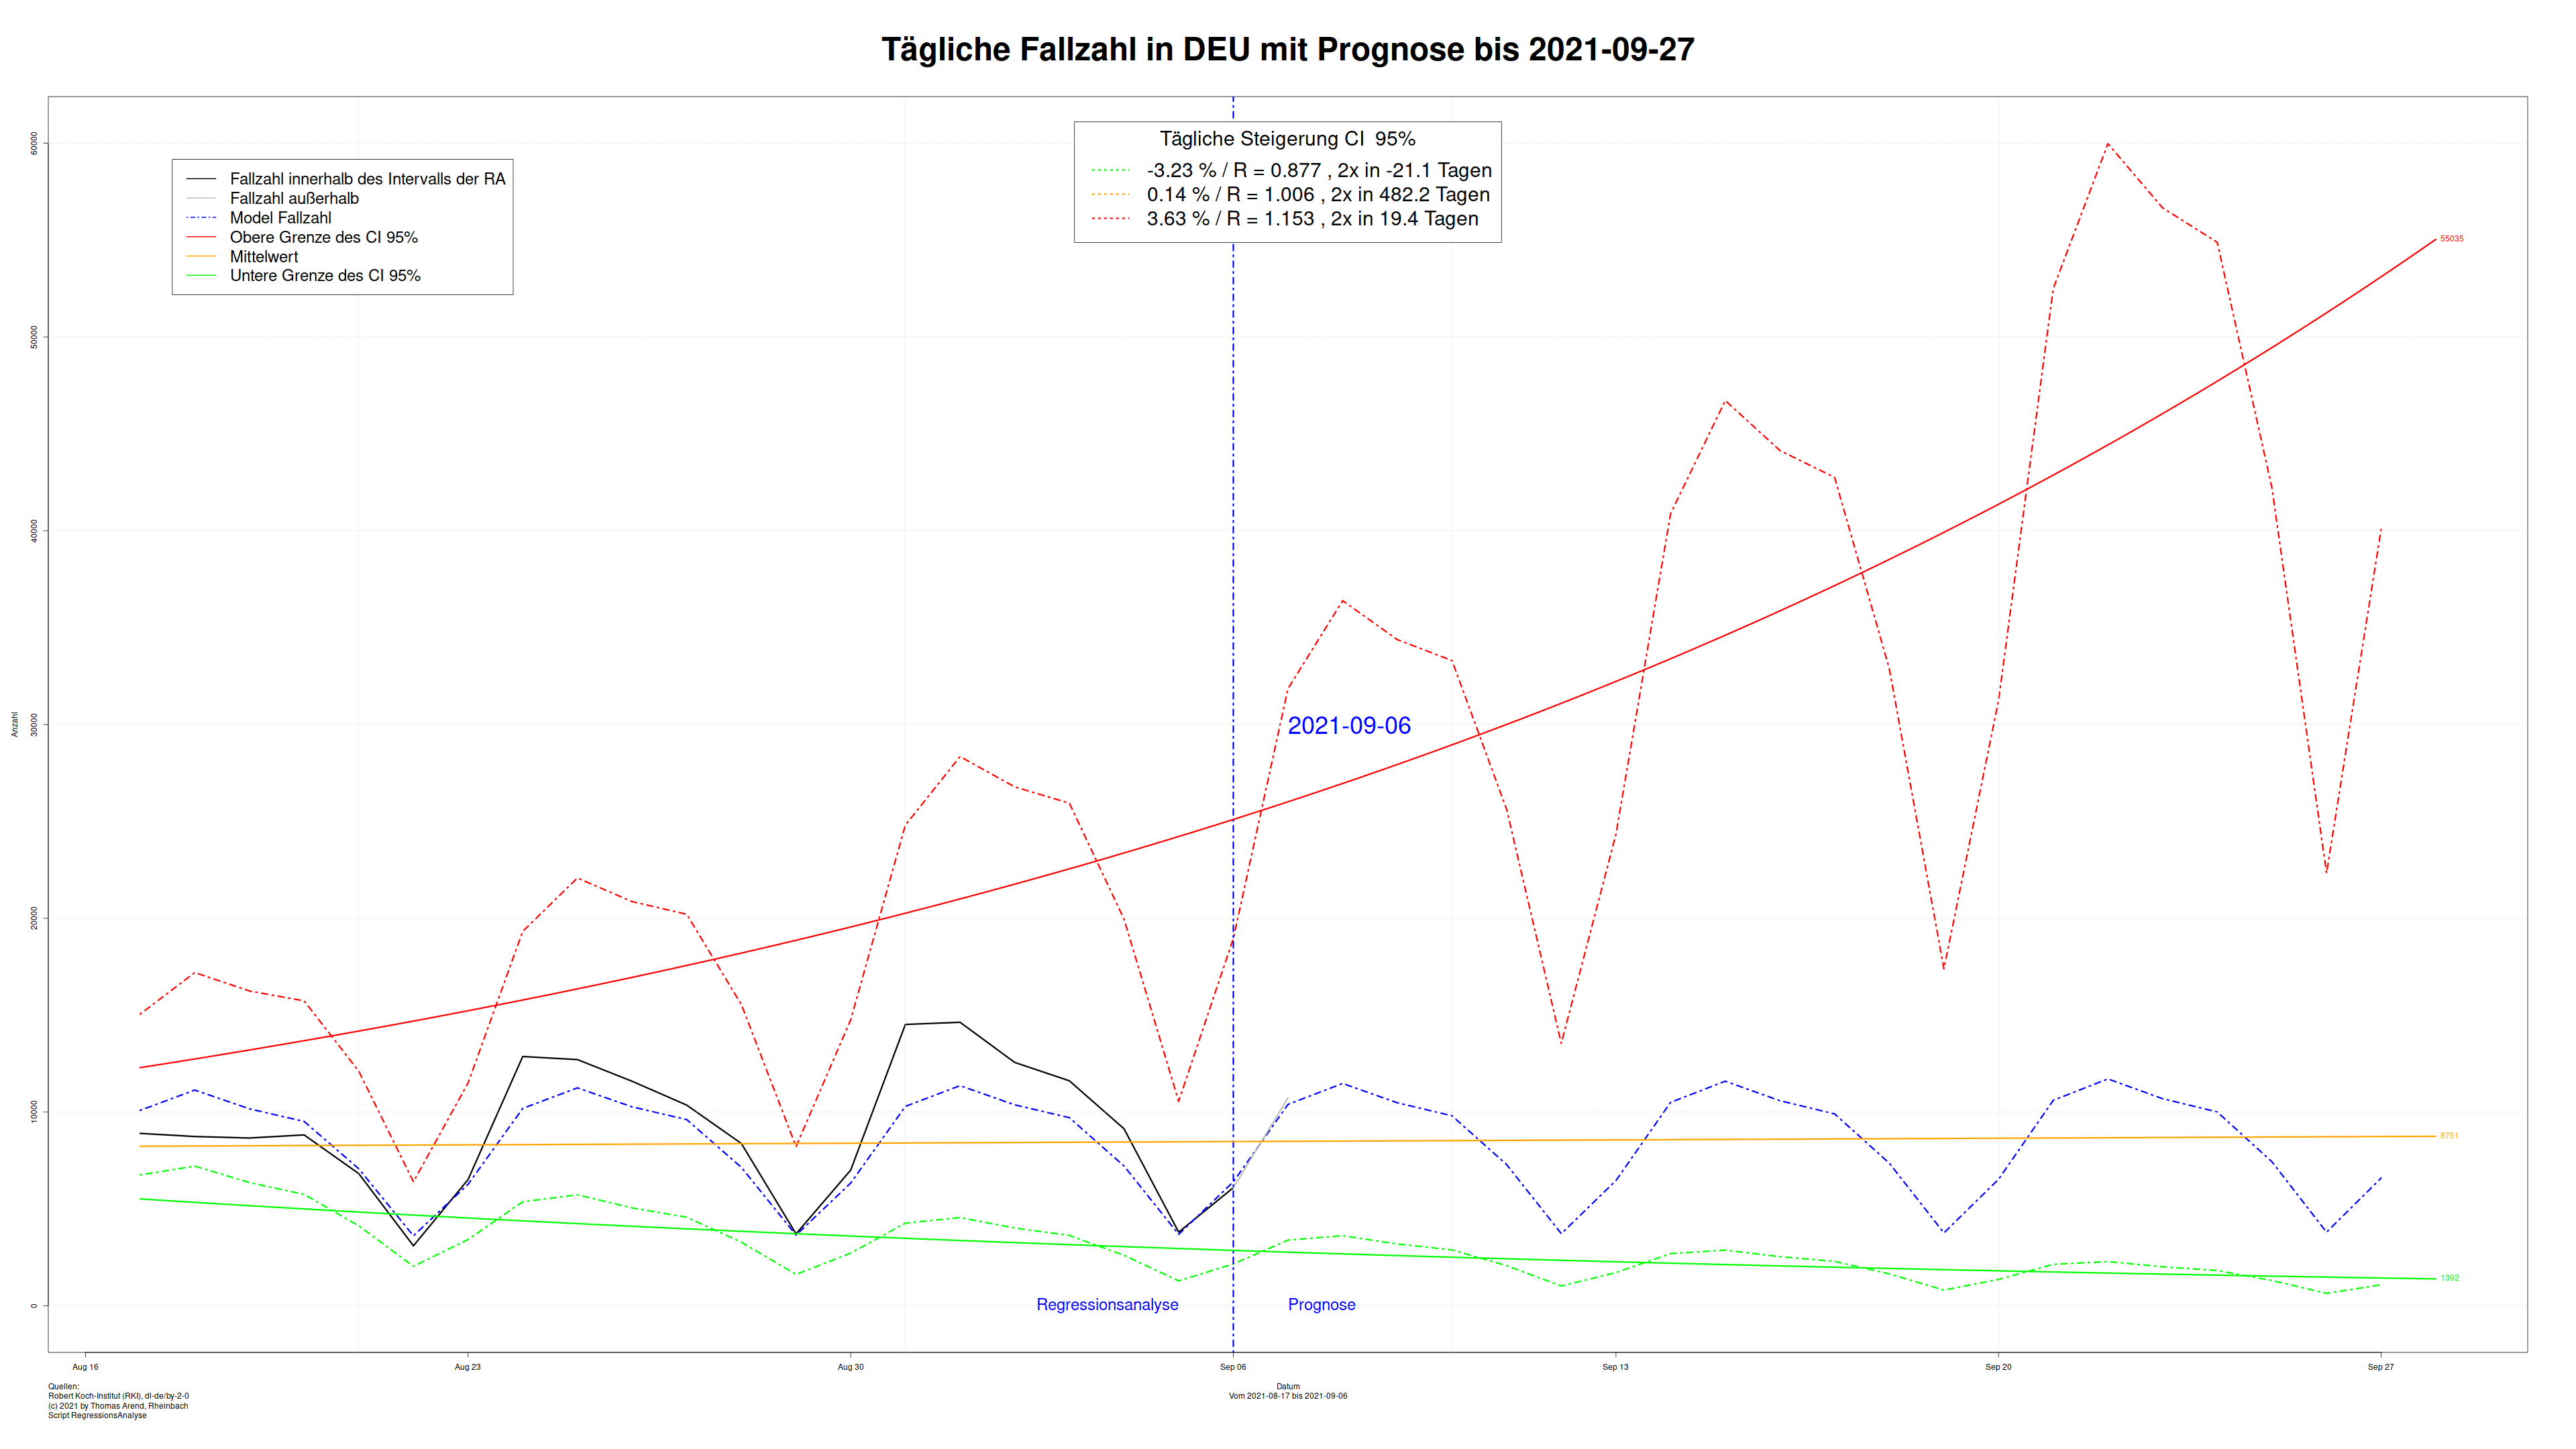 Tägliche Fallzahl in DEU mit Prognose bis 2021-09-27
Tägliche Steigerung CI  95%
-3.23 % / R = 0.877 , 2x in -21.1 Tagen
0.14 % / R = 1.006 , 2x in 482.2 Tagen
3.63 % / R = 1.153 , 2x in 19.4 Tagen
Fallzahl innerhalb des Intervalls der RA
Fallzahl außerhalb
Model Fallzahl
Obere Grenze des CI 95%
Mittelwert
Untere Grenze des CI 95%
60000
50000
40000
30000
20000
10000
0
Anzahl
55035
2021-09-06
8751
1392
Regressionsanalyse
Prognose
Aug 16
Aug 23
Aug 30
Sep 06
Sep 13
Sep 20
Sep 27
Datum
Vom 2021-08-17 bis 2021-09-06
Quellen:
Robert Koch-Institut (RKI), dl-de/by-2-0
(c) 2021 by Thomas Arend, Rheinbach
Script RegressionsAnalyse